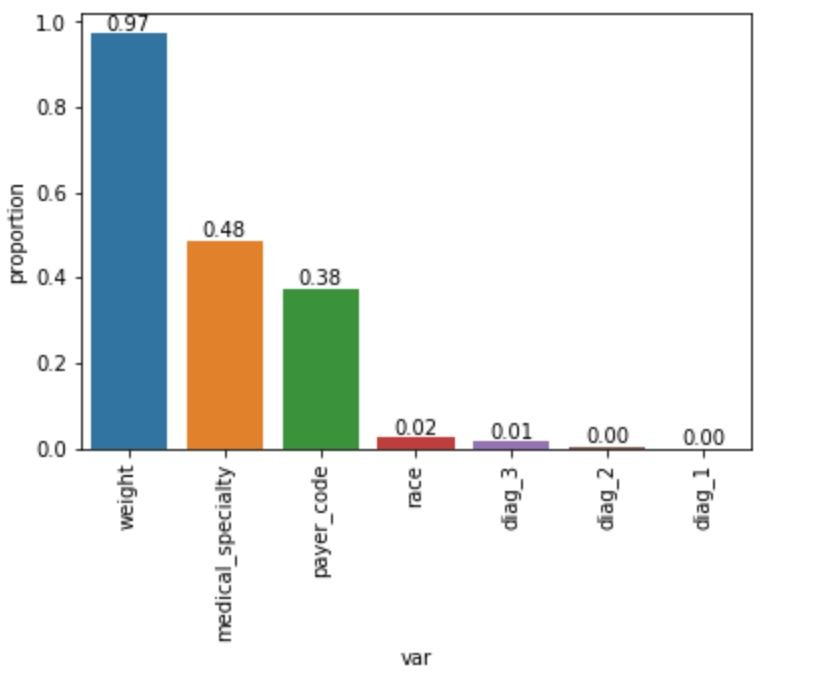 1.0
0.97
0.8
0.6
0.48
0.4
0.38
0.2
0.02
0.01
0.00
0.00
0.0
proportion
weight
medical_specialty
payer_code
race
diag_3
diag_2
diag_1
var